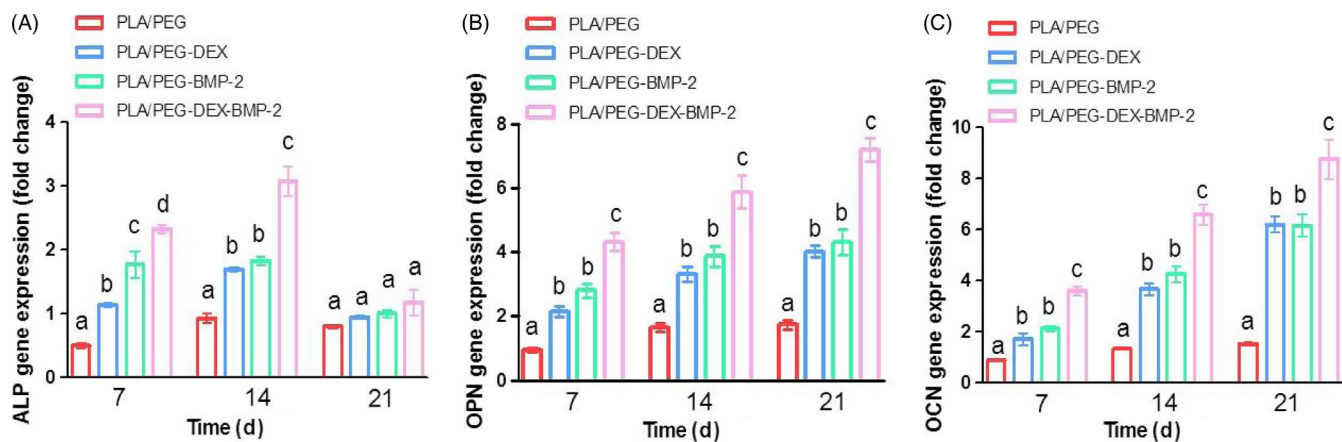 (A)
PLA/PEG
PLA/PEG-DEX
PLA/PEG-BMP-2
PLA/PEG-DEX-BMP-2
ALP gene expression (fold change)
4
3
2
1
0
a
b
c
d
a
b
b
c
a
a
a
a
7
14
21
Time (d)
(B)
PLA/PEG
PLA/PEG-DEX
PLA/PEG-BMP-2
PLA/PEG-DEX-BMP-2
OPN gene expression (fold change)
8
6
4
2
0
a
b
b
c
a
b
b
c
a
b
b
c
7
14
21
Time (d)
(C)
PLA/PEG
PLA/PEG-DEX
PLA/PEG-BMP-2
PLA/PEG-DEX-BMP-2
OCN gene expression (fold change)
10
8
6
4
2
0
a
b
b
c
a
b
b
c
a
b
b
c
7
14
21
Time (d)